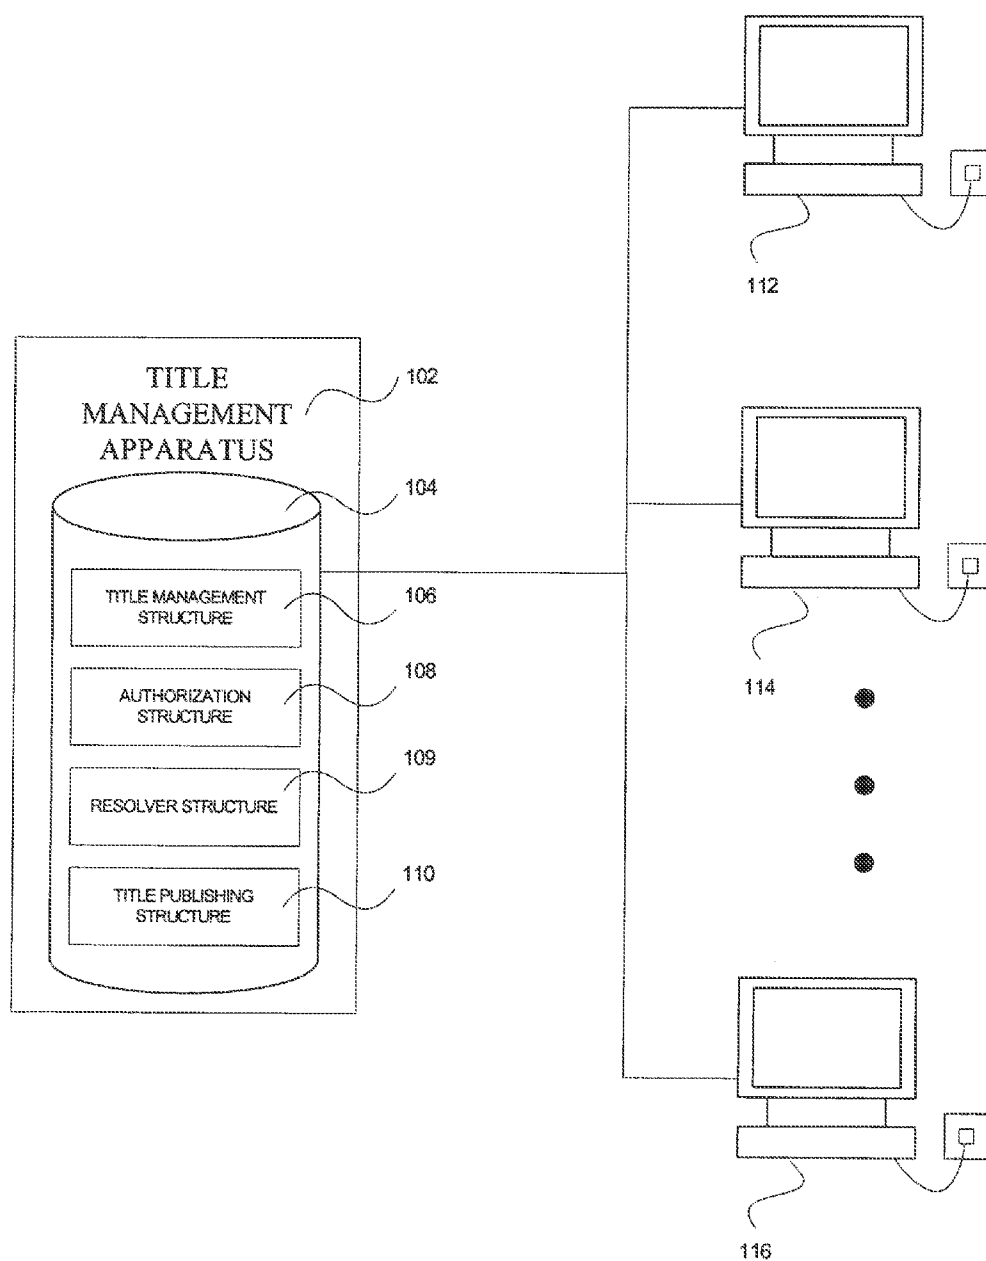 112
TITLE
MANAGEMENT
APPARATUS
102
104
TITLE MANAGEMENT
STRUCTURE
106
AUTHORIZATION
STRUCTURE
108
RESOLVER STRUCTURE
109
TITLE PUBLISHING
STRUCTURE
110
114
116